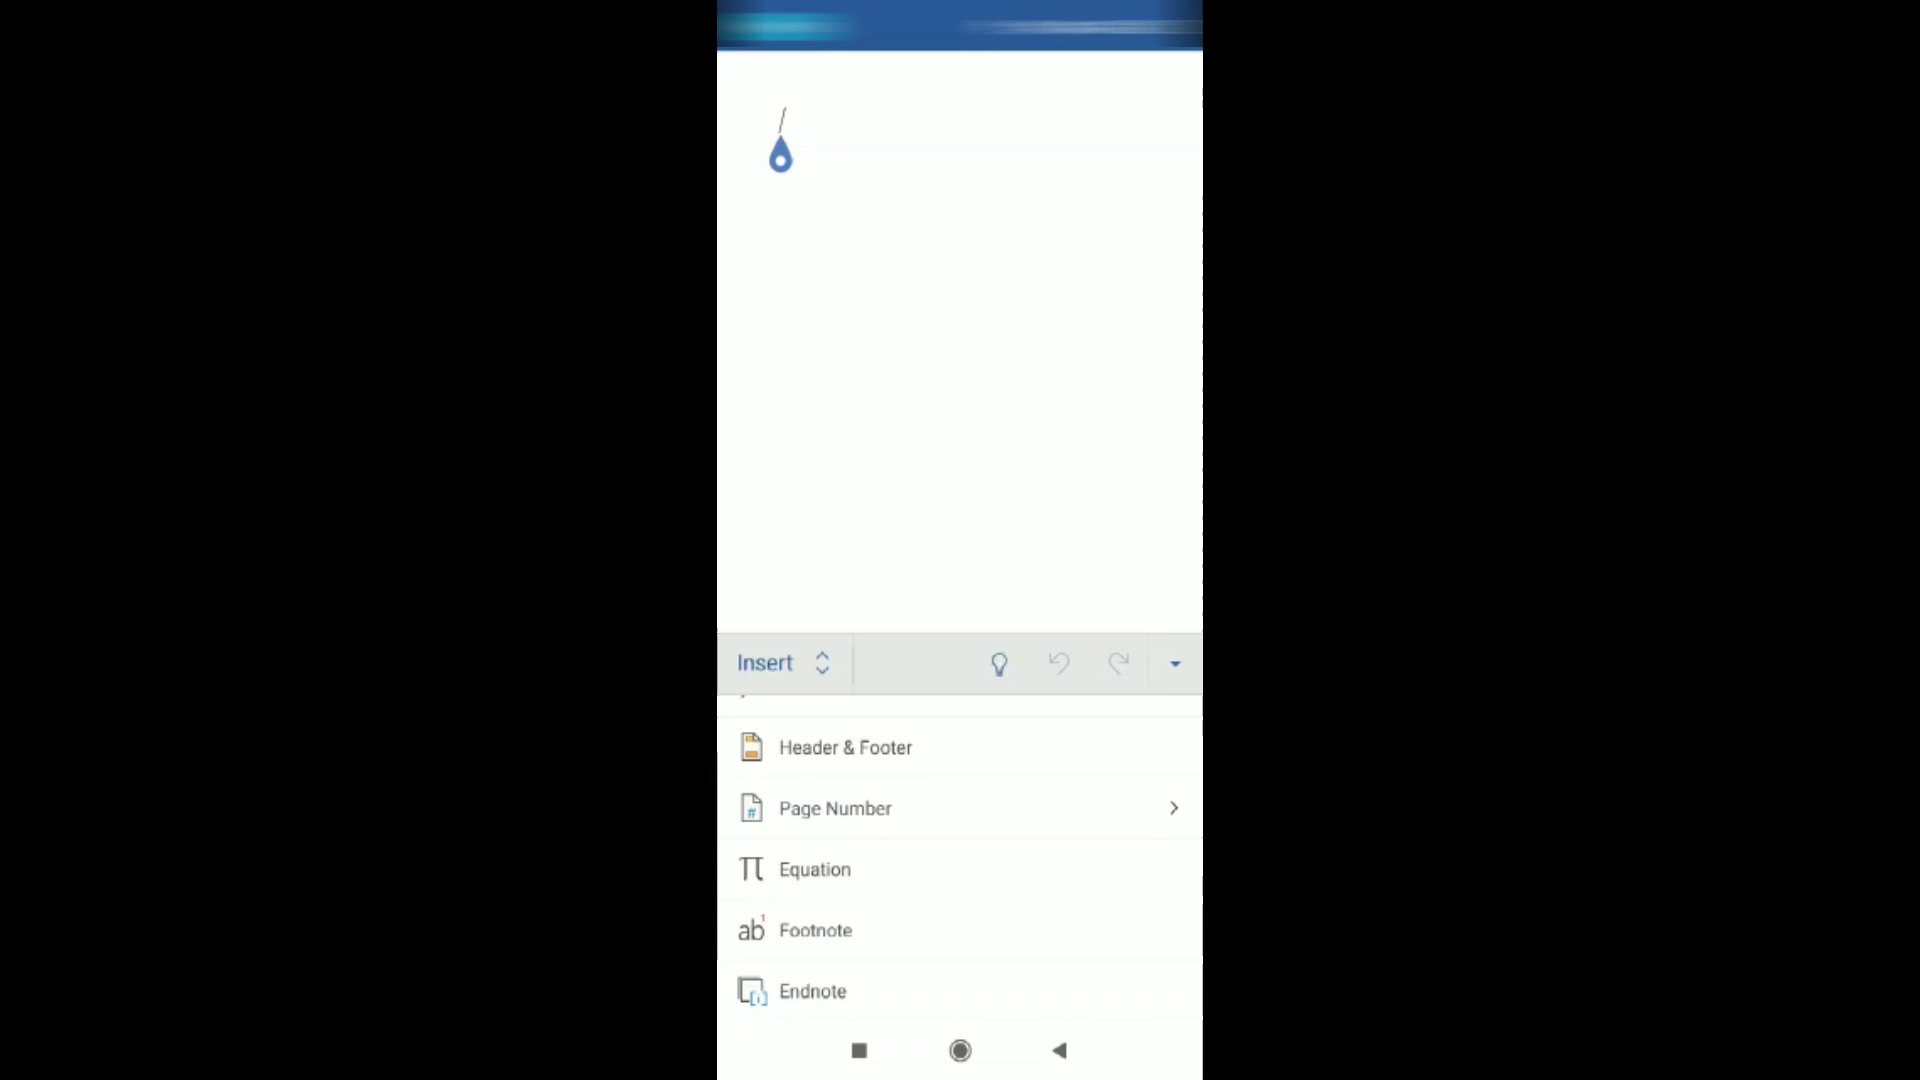 Insert
Header & Footer
Page Number
Equation
Footnote
Endnote